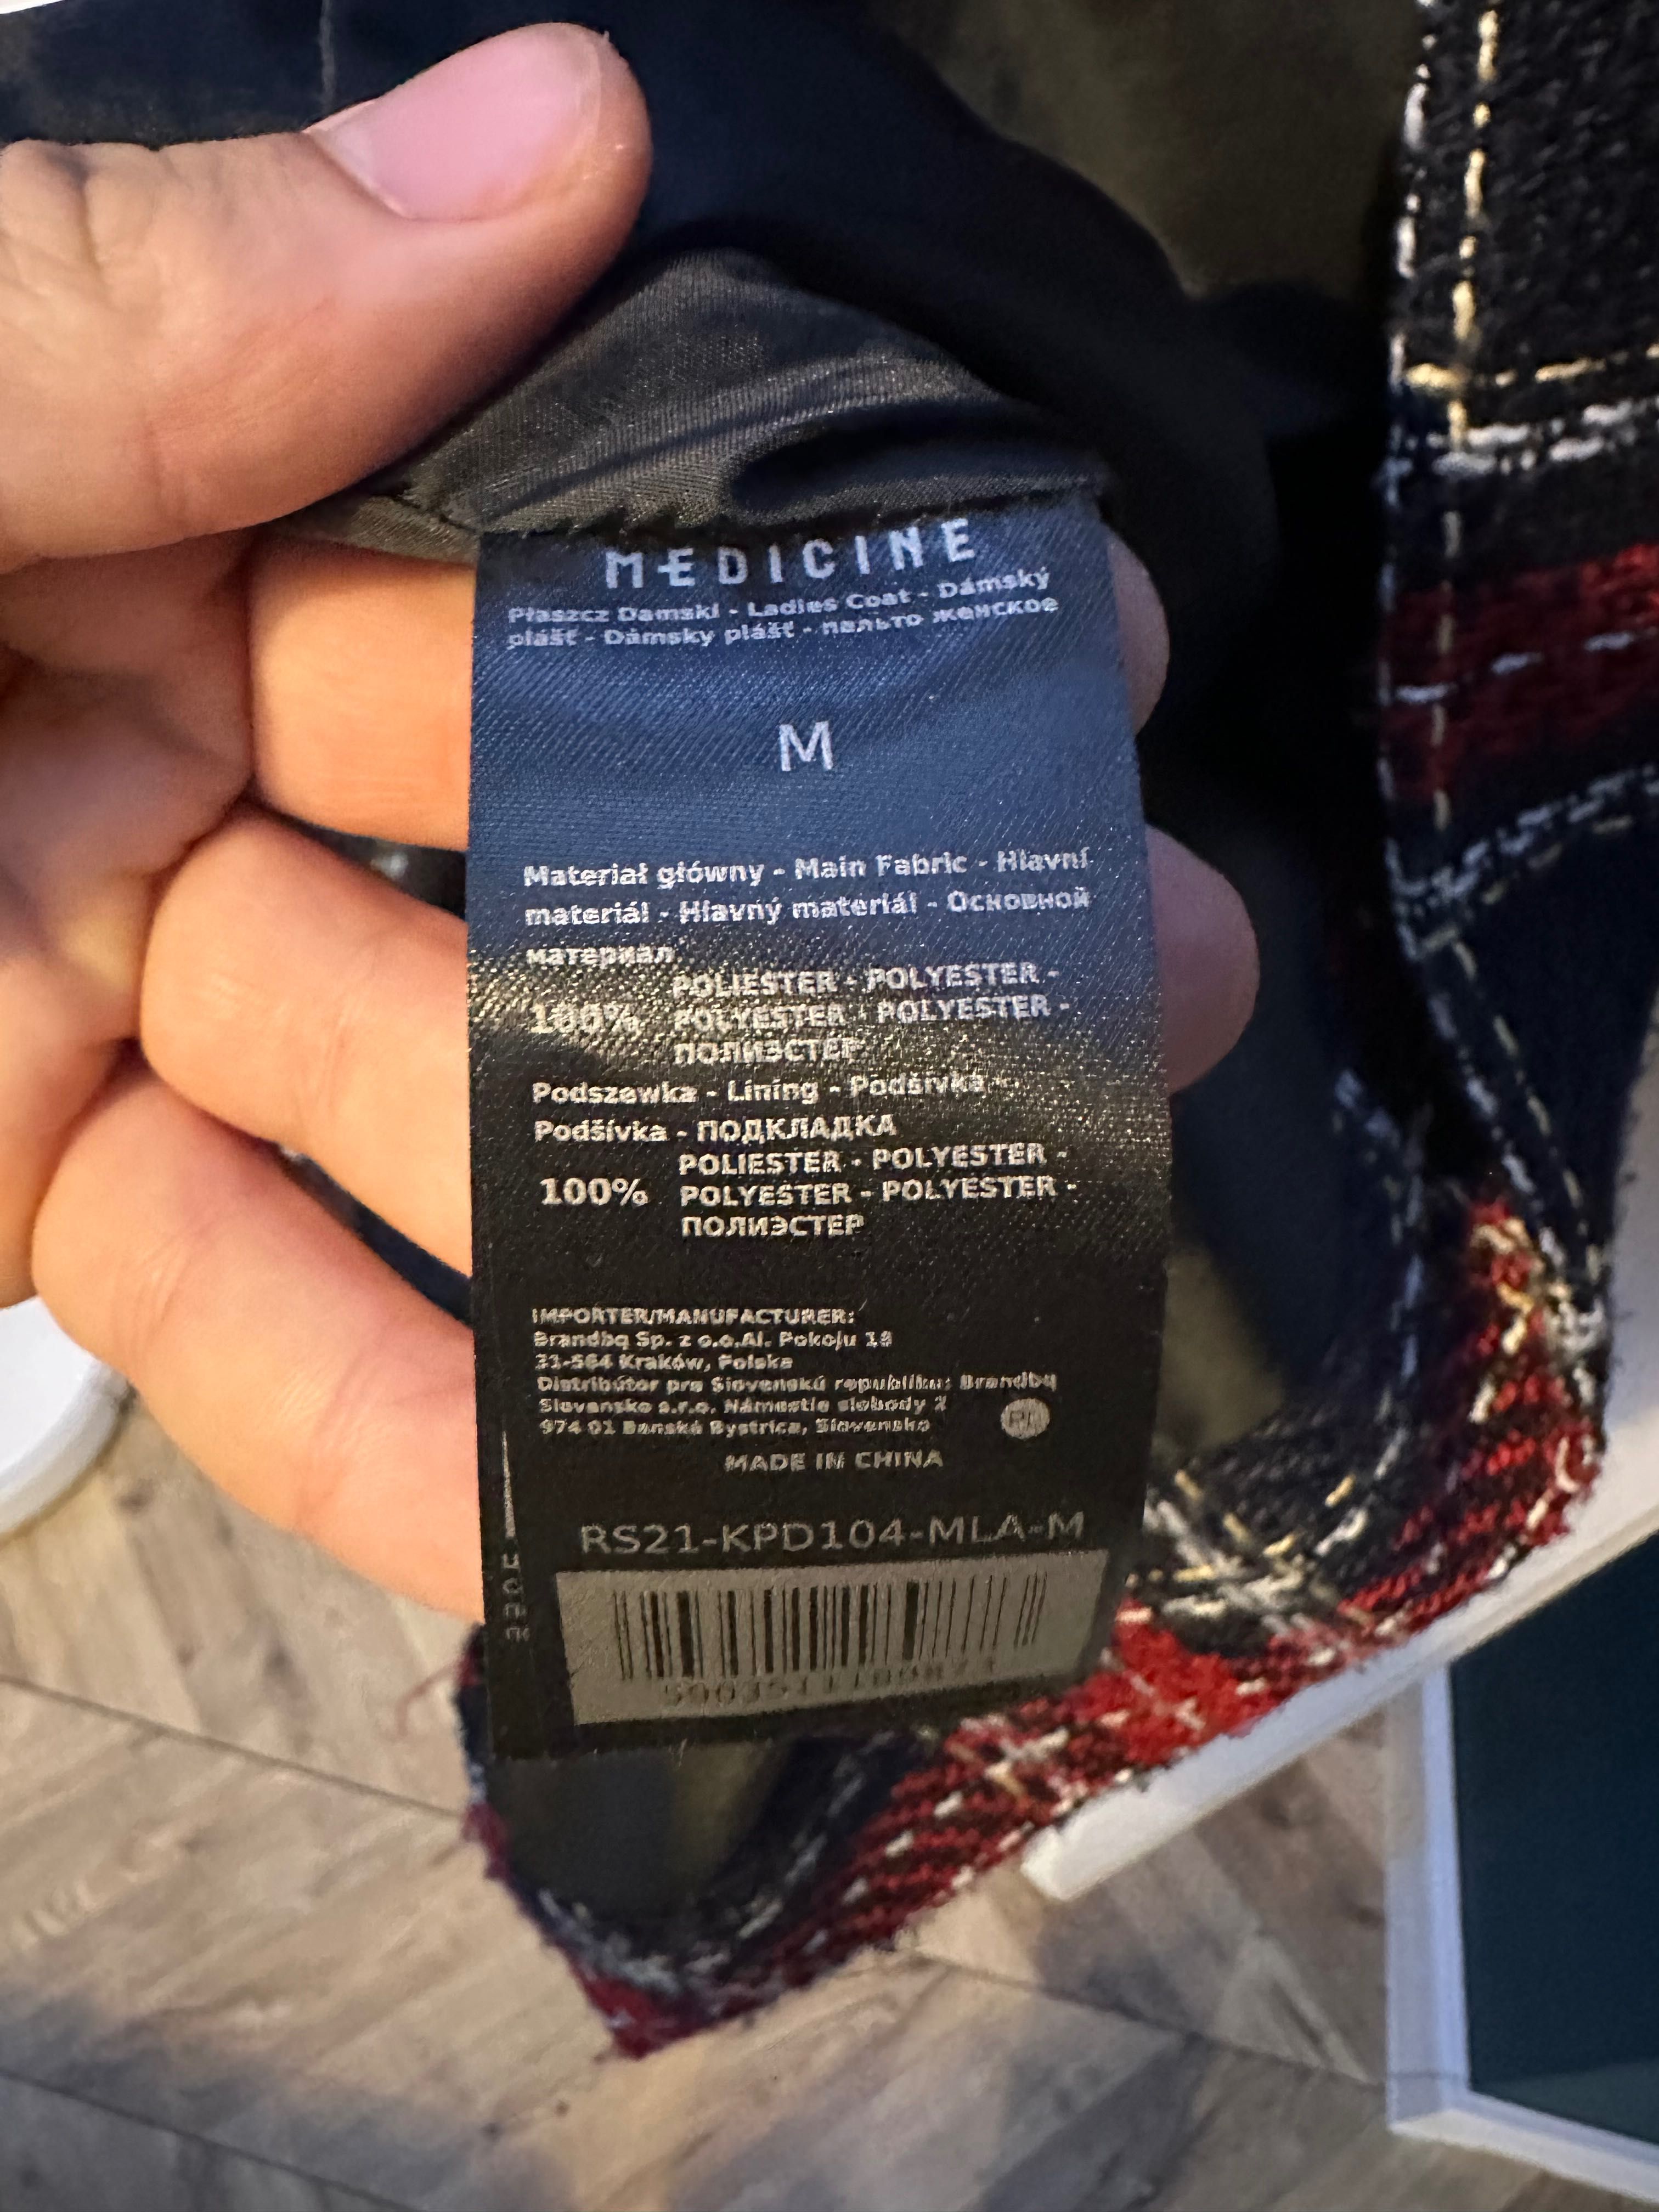 MEDICINE
Płaszcz Damski - Ladies Coat - Dámský
plášť - Dámsky plášť - пальто женское
M
Materiał główny - Main Fabric - Hlavní
materiál - Hlavný materiál - Основной
материал
POLIESTER - POLYESTER -
100% POLYESTER - POLYESTER -
ПОЛИЭСТЕР
Podszewka - Lining - Podšívka -
Podšívka - ПОДКЛАДКА
POLIESTER - POLYESTER -
100% POLYESTER - POLYESTER -
ПОЛИЭСТЕР
IMPORTER/MANUFACTURER:
Brandbq Sp. z o.o.Al. Pokoju 18
31-564 Kraków, Polska
Distribútor pre Slovenskú republiku: Brandbq
Slovensko s.r.o. Námestie slobody 2
974 01 Banská Bystrica, Slovensko
MADE IN CHINA
RS21-KPD104-MLA-M